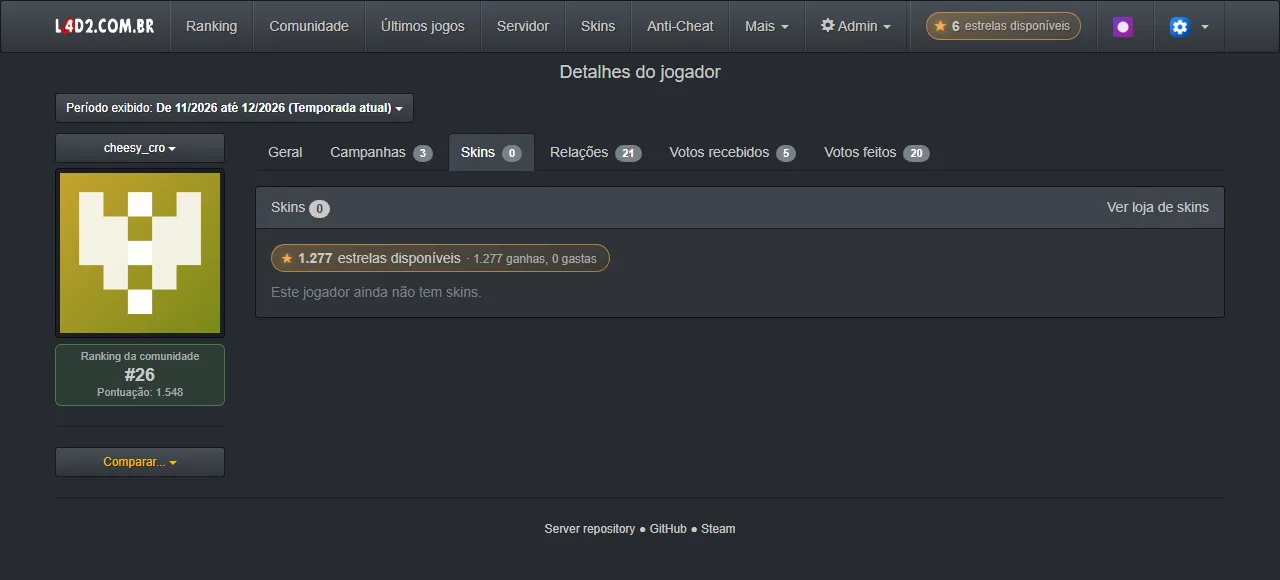 L4D2.COM.BR Ranking Comunidade Últimos jogos Servidor Skins Anti-Cheat Mais Admin ★ 6 estrelas disponíveis
Detalhes do jogador
Período exibido: De 11/2026 até 12/2026 (Temporada atual)
cheesy_cro
Geral Campanhas 3 Skins 0 Relações 21 Votos recebidos 5 Votos feitos 20
Skins 0 Ver loja de skins
★ 1.277 estrelas disponíveis · 1.277 ganhas, 0 gastas
Este jogador ainda não tem skins.
Ranking da comunidade
#26
Pontuação: 1.548
Comparar...
Server repository ● GitHub ● Steam